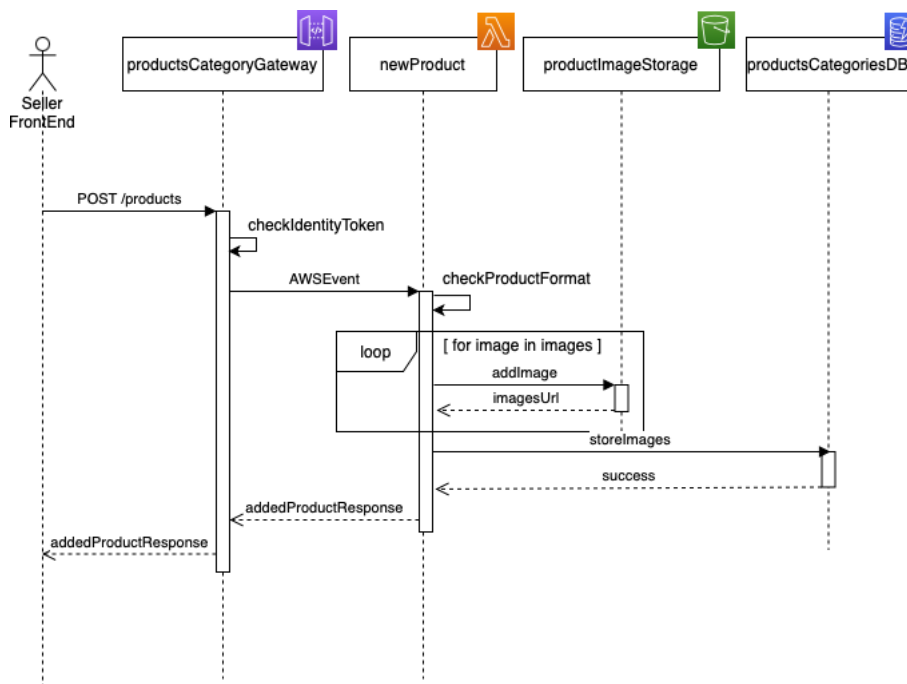 productsCategoryGateway
newProduct
productImageStorage
productsCategoriesDB
Seller
FrontEnd
POST /products
checkIdentityToken
AWSEvent
checkProductFormat
loop
[ for image in images ]
addImage
imagesUrl
storeImages
success
addedProductResponse
addedProductResponse